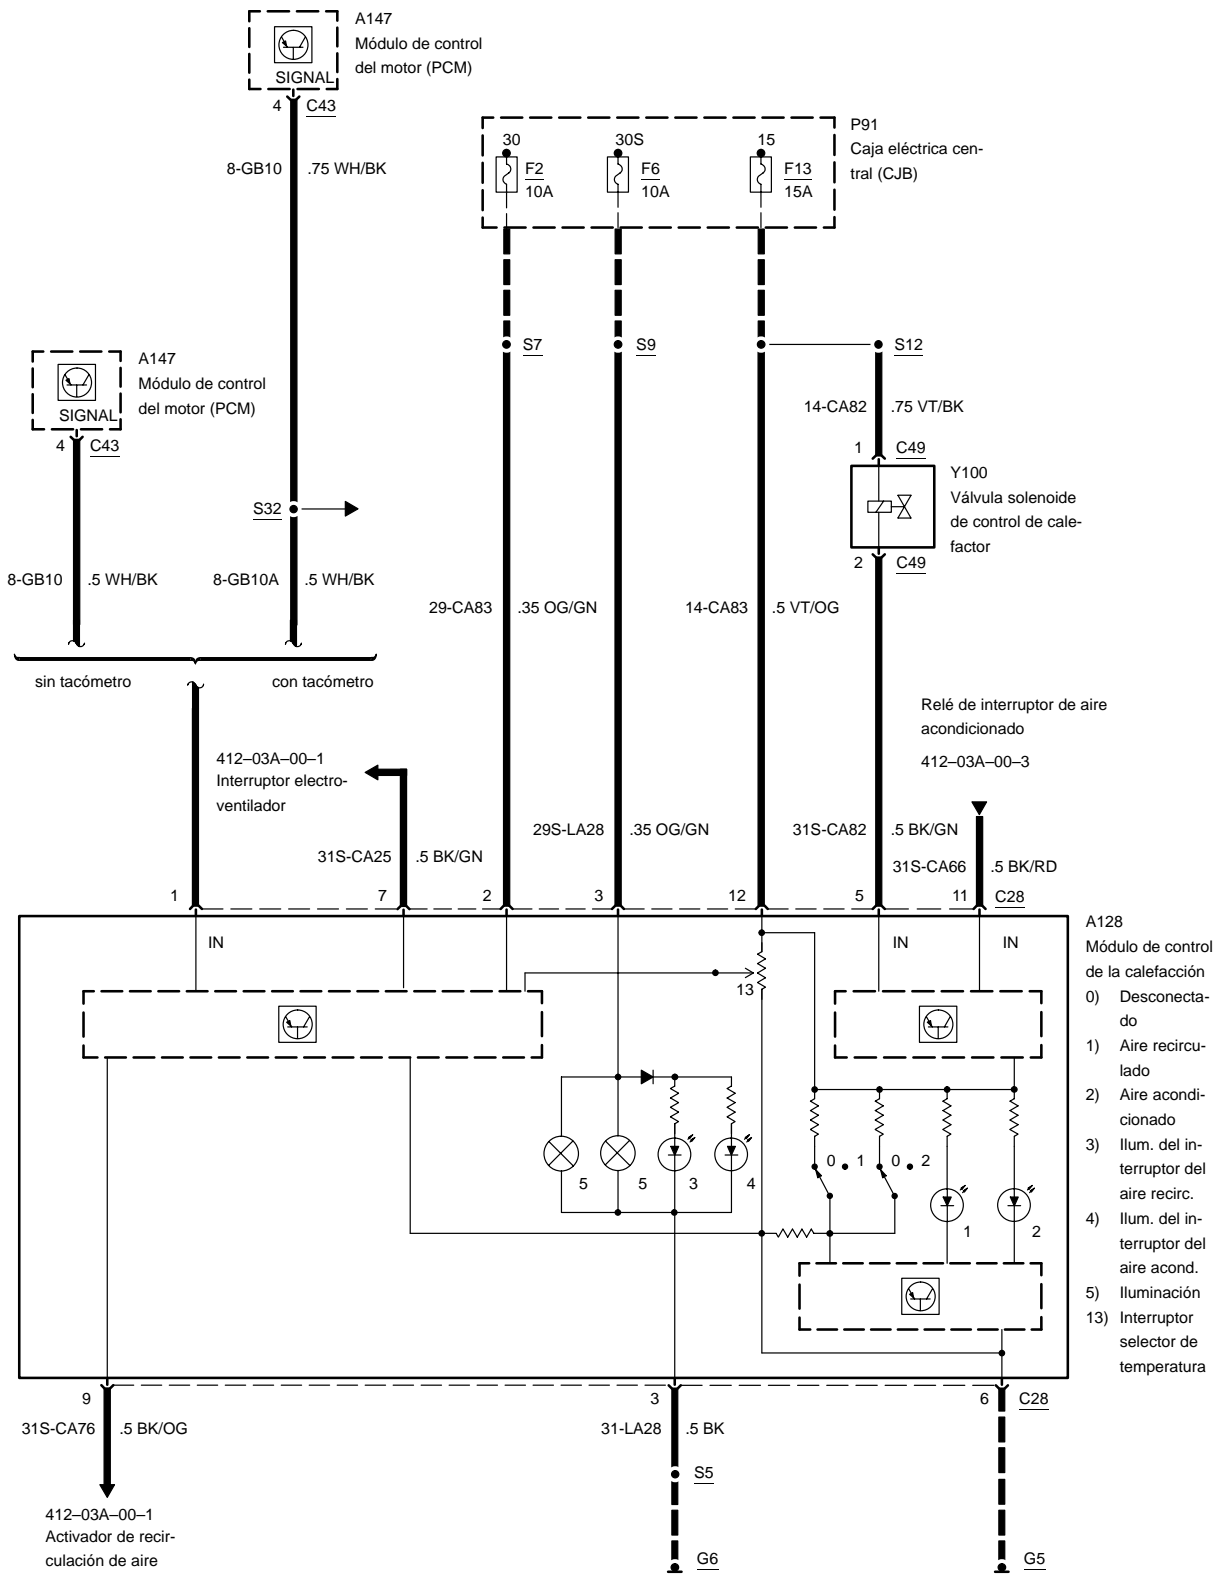 A147
Módulo de control
del motor (PCM)
SIGNAL
4 C43
8-GB10 .75 WH/BK
P91
Caja eléctrica cen-
tral (CJB)
30 30S 15
F2 F6 F13
10A 10A 15A
S7 S9 S12
A147
Módulo de control
del motor (PCM)
SIGNAL
4 C43
14-CA82 .75 VT/BK
1 C49
Y100
Válvula solenoide
de control de cale-
factor
2 C49
S32
8-GB10 .5 WH/BK 8-GB10A .5 WH/BK
29-CA83 .35 OG/GN 14-CA83 .5 VT/OG
sin tacómetro con tacómetro
Relé de interruptor de aire
acondicionado
412–03A–00–3
412–03A–00–1
Interruptor electro-
ventilador
29S-LA28 .35 OG/GN 31S-CA82 .5 BK/GN
31S-CA25 .5 BK/GN 31S-CA66 .5 BK/RD
1 7 2 3 12 5 11 C28
IN IN IN
13
A128
Módulo de control
de la calefacción
0) Desconecta-
do
1) Aire recircu-
lado
2) Aire acondi-
cionado
3) Ilum. del in-
terruptor del
aire recirc.
4) Ilum. del in-
terruptor del
aire acond.
5) Iluminación
13) Interruptor
selector de
temperatura
0 1 0 2
5 5 3 4
1 2
9 3 6 C28
31S-CA76 .5 BK/OG 31-LA28 .5 BK
S5
412–03A–00–1
Activador de recir-
culación de aire
G6 G5